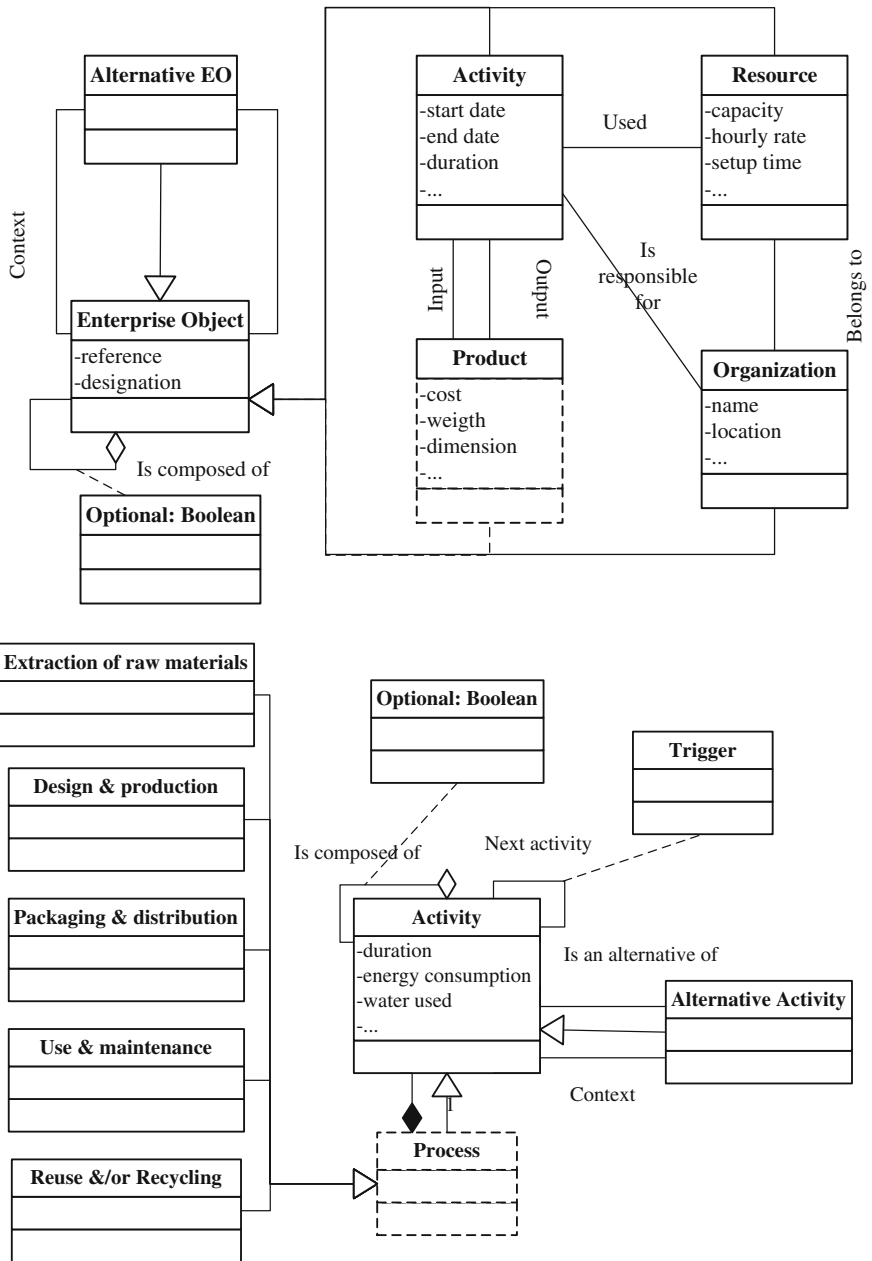 Alternative EO
Context
Enterprise Object
-reference
-designation
Is composed of
Optional: Boolean
Activity
-start date
-end date
-duration
-...
Used
Resource
-capacity
-hourly rate
-setup time
-...
Input
Output
Is
responsible
for
Belongs to
Product
-cost
-weigth
-dimension
-...
Organization
-name
-location
-...
Extraction of raw materials
Design & production
Packaging & distribution
Use & maintenance
Reuse &/or Recycling
Optional: Boolean
Trigger
Is composed of
Next activity
Activity
-duration
-energy consumption
-water used
-...
Is an alternative of
Alternative Activity
Context
1
Process